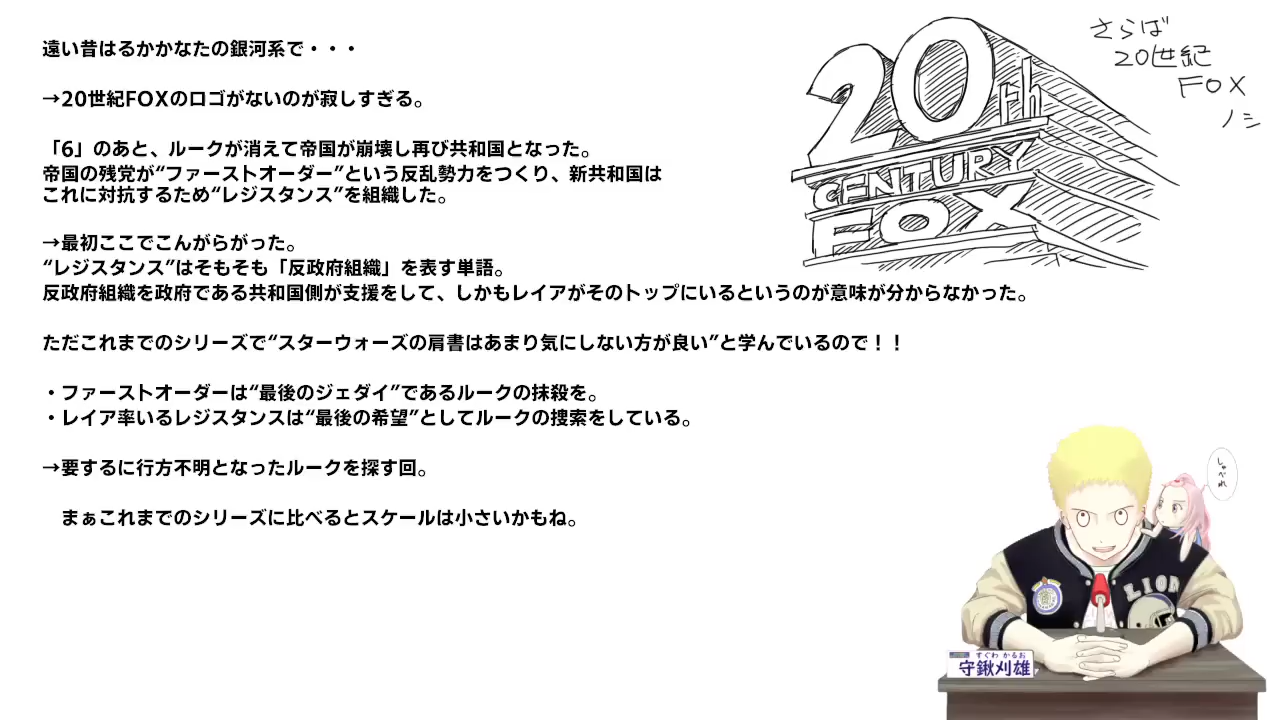 遠い昔はるかかなたの銀河系で・・・
→20世紀FOXのロゴがないのが寂しすぎる。
「6」のあと、ルークが消えて帝国が崩壊し再び共和国となった。
帝国の残党が“ファーストオーダー”という反乱勢力をつくり、新共和国は
これに対抗するため“レジスタンス”を組織した。
→最初ここでこんがらがった。
“レジスタンス”はそもそも「反政府組織」を表す単語。
反政府組織を政府である共和国側が支援をして、しかもレイアがそのトップにいるというのが意味が分からなかった。
ただこれまでのシリーズで“スターウォーズの肩書はあまり気にしない方が良い”と学んでいるので！！
・ファーストオーダーは“最後のジェダイ”であるルークの抹殺を。
・レイア率いるレジスタンスは“最後の希望”としてルークの捜索をしている。
→要するに行方不明となったルークを探す回。
まぁこれまでのシリーズに比べるとスケールは小さいかもね。
20th
CENTURY
FOX
さらば
20世紀
FOX
ノシ
しゃべれ
LION
すぐわ かるお
守鍬刈雄